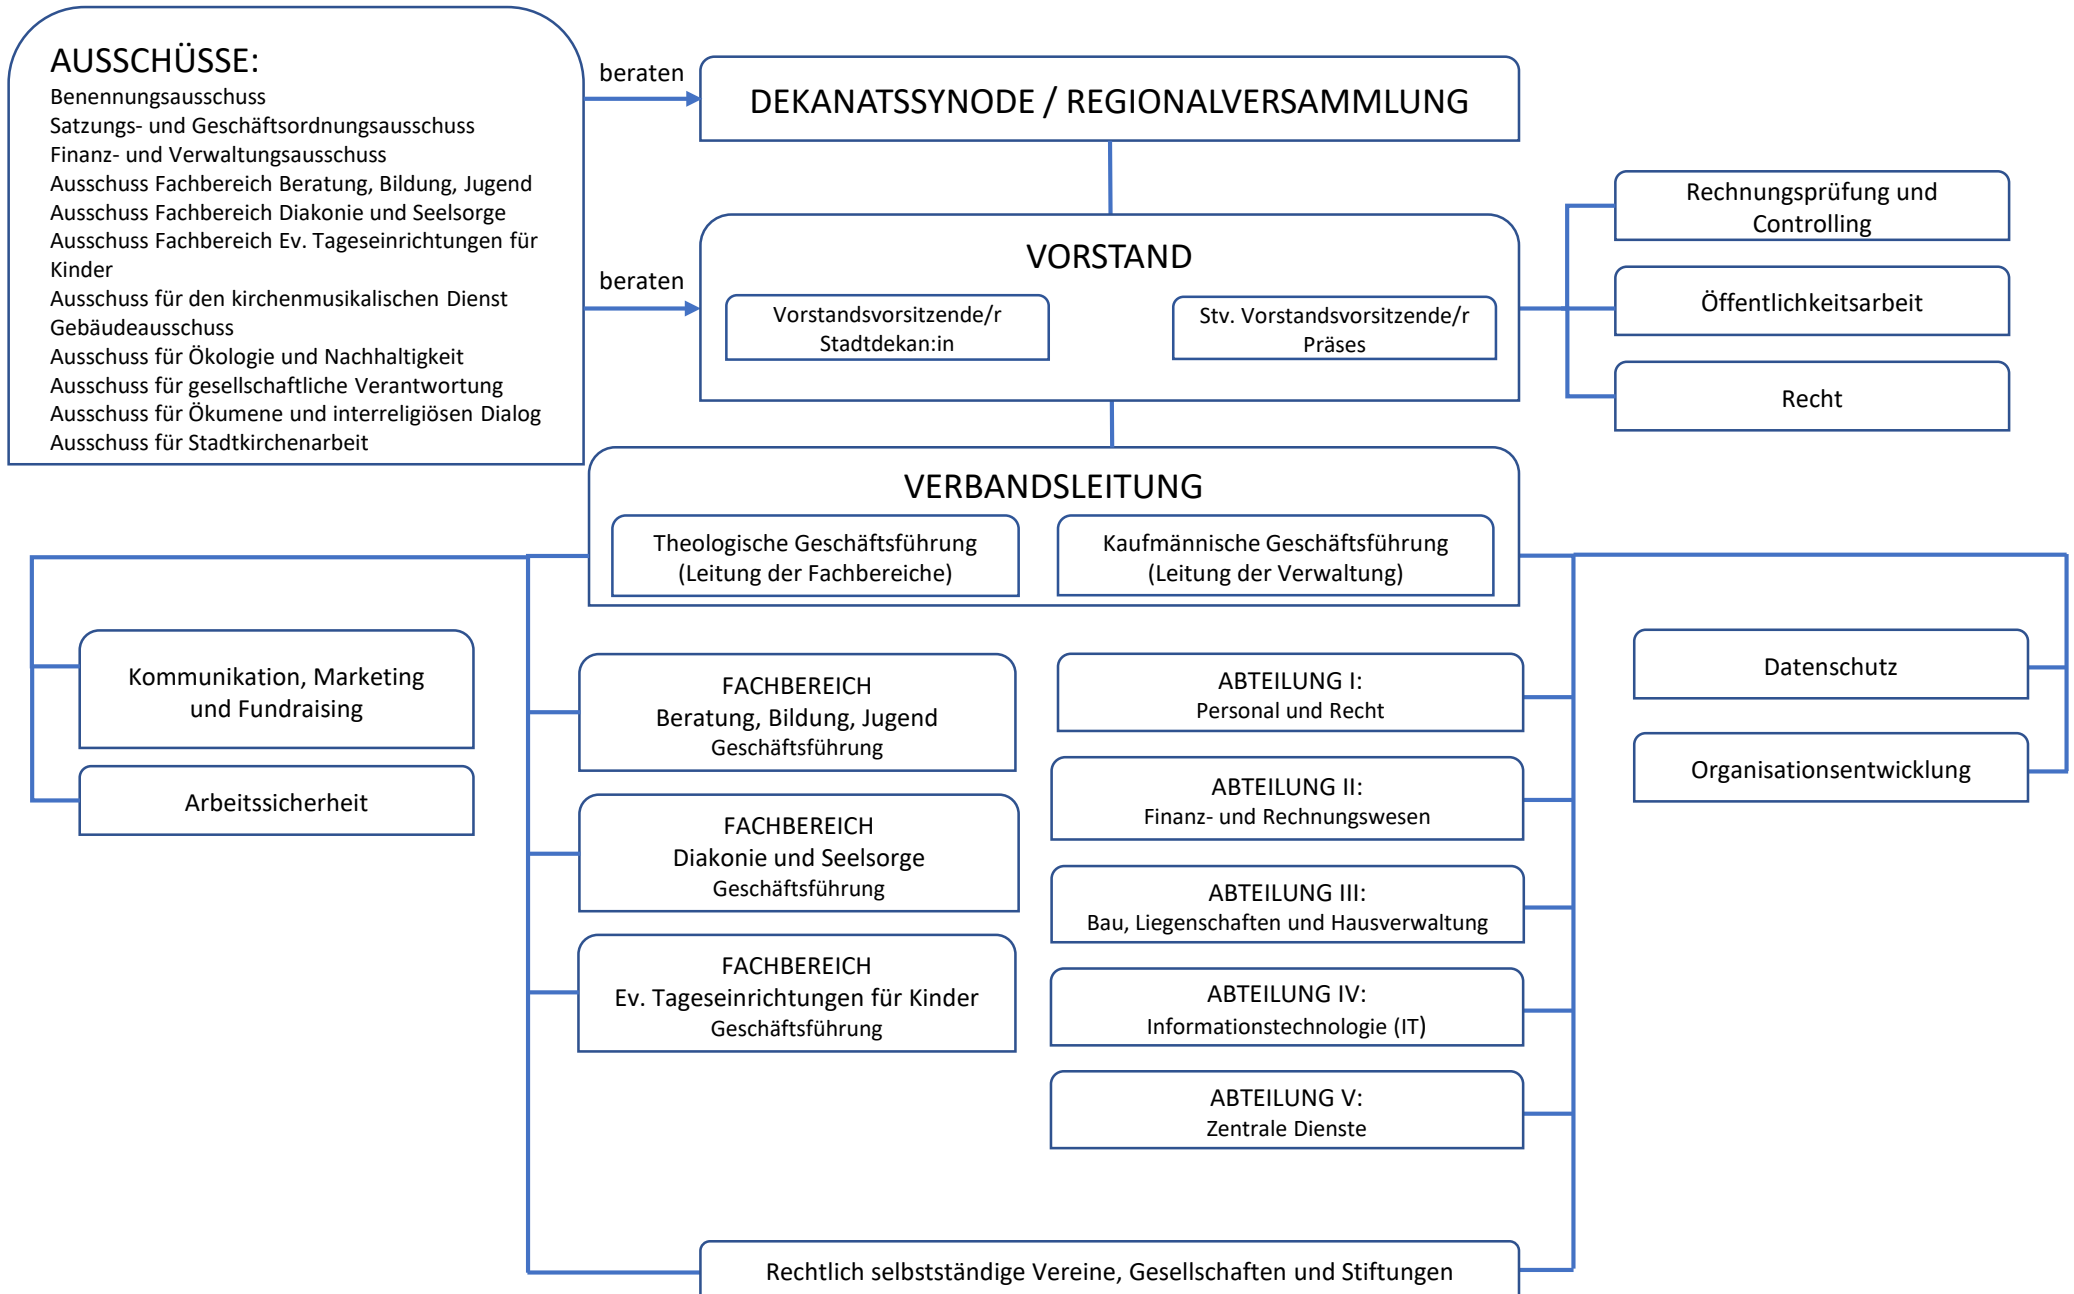 AUSSCHÜSSE:
Benennungsausschuss
Satzungs- und Geschäftsordnungsausschuss
Finanz- und Verwaltungsausschuss
Ausschuss Fachbereich Beratung, Bildung, Jugend
Ausschuss Fachbereich Diakonie und Seelsorge
Ausschuss Fachbereich Ev. Tageseinrichtungen für
Kinder
Ausschuss für den kirchenmusikalischen Dienst
Gebäudeausschuss
Ausschuss für Ökologie und Nachhaltigkeit
Ausschuss für gesellschaftliche Verantwortung
Ausschuss für Ökumene und interreligiösen Dialog
Ausschuss für Stadtkirchenarbeit
beraten
beraten
DEKANATSSYNODE / REGIONALVERSAMMLUNG
VORSTAND
Vorstandsvorsitzende/r
Stadtdekan:in
Stv. Vorstandsvorsitzende/r
Präses
Rechnungsprüfung und
Controlling
Öffentlichkeitsarbeit
Recht
VERBANDSLEITUNG
Theologische Geschäftsführung
(Leitung der Fachbereiche)
Kaufmännische Geschäftsführung
(Leitung der Verwaltung)
Kommunikation, Marketing
und Fundraising
Arbeitssicherheit
FACHBEREICH
Beratung, Bildung, Jugend
Geschäftsführung
FACHBEREICH
Diakonie und Seelsorge
Geschäftsführung
FACHBEREICH
Ev. Tageseinrichtungen für Kinder
Geschäftsführung
ABTEILUNG I:
Personal und Recht
ABTEILUNG II:
Finanz- und Rechnungswesen
ABTEILUNG III:
Bau, Liegenschaften und Hausverwaltung
ABTEILUNG IV:
Informationstechnologie (IT)
ABTEILUNG V:
Zentrale Dienste
Datenschutz
Organisationsentwicklung
Rechtlich selbstständige Vereine, Gesellschaften und Stiftungen